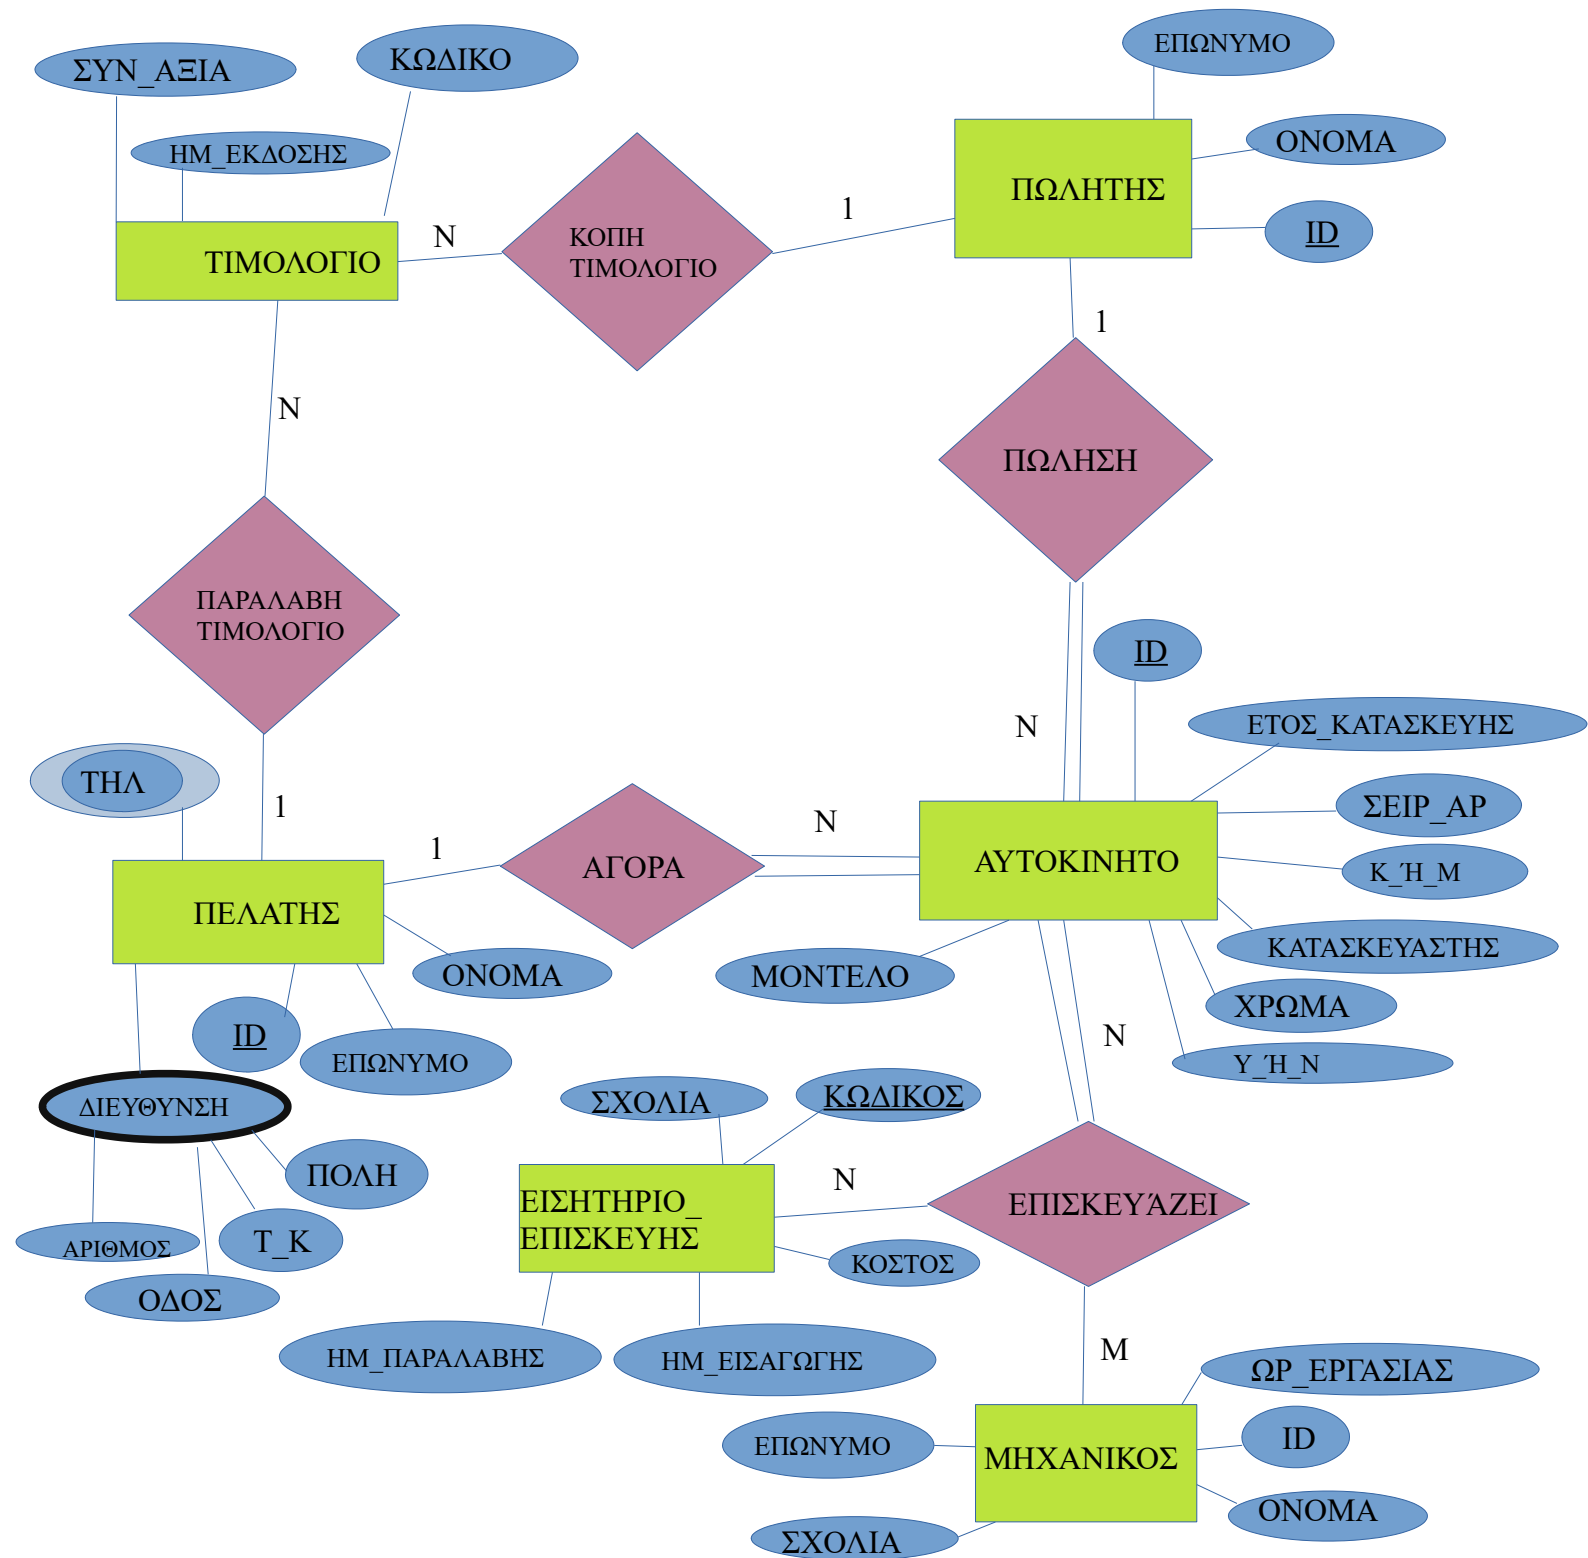 ΕΠΩΝΥΜΟ
ΣΥΝ_ΑΞΙΑ
ΚΩΔΙΚΟ
ΗΜ_ΕΚΔΟΣΗΣ
ΟΝΟΜΑ
ΠΩΛΗΤΗΣ
1
ID
Ν
ΚΟΠΗ
ΤΙΜΟΛΟΓΙΟ
ΤΙΜΟΛΟΓΙΟ
1
Ν
ΠΩΛΗΣΗ
ΠΑΡΑΛΑΒΗ
ΤΙΜΟΛΟΓΙΟ
ID
Ν
ΕΤΟΣ_ΚΑΤΑΣΚΕΥΗΣ
ΤΗΛ
1
ΣΕΙΡ_ΑΡ
Ν
1
ΑΓΟΡΑ
ΑΥΤΟΚΙΝΗΤΟ
Κ_Ή_Μ
ΠΕΛΑΤΗΣ
ΚΑΤΑΣΚΕΥΑΣΤΗΣ
ΟΝΟΜΑ
ΜΟΝΤΕΛΟ
ΧΡΩΜΑ
ID
Ν
ΕΠΩΝΥΜΟ
Υ_Ή_Ν
ΔΙΕΥΘΥΝΣΗ
ΣΧΟΛΙΑ
ΚΩΔΙΚΟΣ
ΠΟΛΗ
Ν
ΕΙΣΗΤΗΡΙΟ_
ΕΠΙΣΚΕΥΗΣ
ΕΠΙΣΚΕΥΆΖΕΙ
ΑΡΙΘΜΟΣ
Τ_Κ
ΚΟΣΤΟΣ
ΟΔΟΣ
ΗΜ_ΠΑΡΑΛΑΒΗΣ
ΗΜ_ΕΙΣΑΓΩΓΗΣ
Μ
ΩΡ_ΕΡΓΑΣΙΑΣ
ΕΠΩΝΥΜΟ
ID
ΜΗΧΑΝΙΚΟΣ
ΟΝΟΜΑ
ΣΧΟΛΙΑ